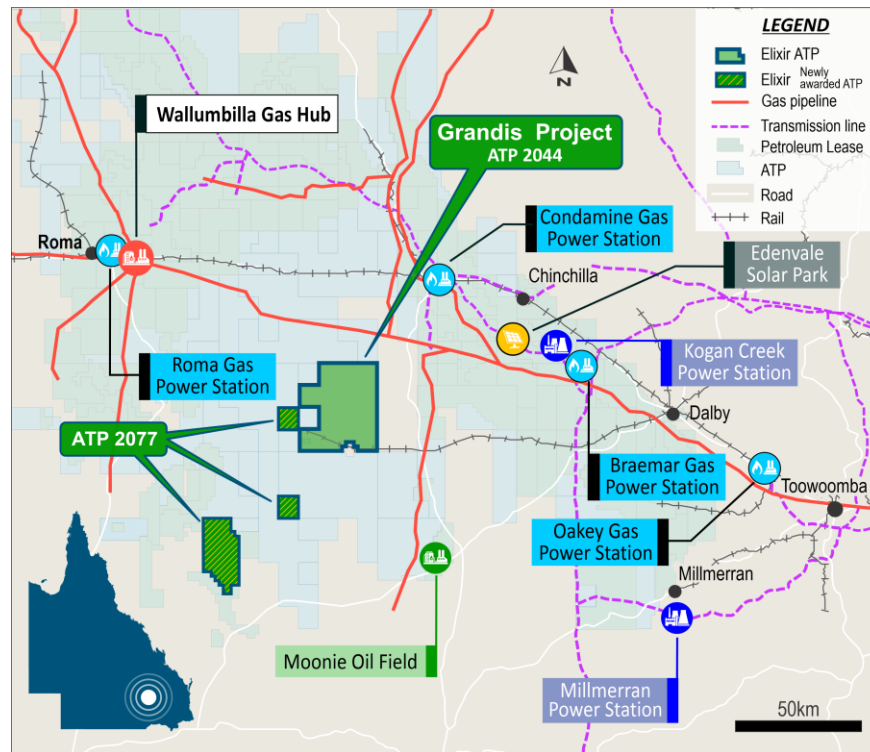 LEGEND
Elixir ATP
Elixir Newly awarded ATP
Gas pipeline
Transmission line
Petroleum Lease
ATP
Road
Rail
N
Wallumbilla Gas Hub
Grandis Project
ATP 2044
Condamine Gas
Power Station
Edenvale
Solar Park
Roma
Chinchilla
Roma Gas
Power Station
Kogan Creek
Power Station
Dalby
ATP 2077
Braemar Gas
Power Station
Toowoomba
Oakey Gas
Power Station
Millmerran
Moonie Oil Field
Millmerran
Power Station
50km